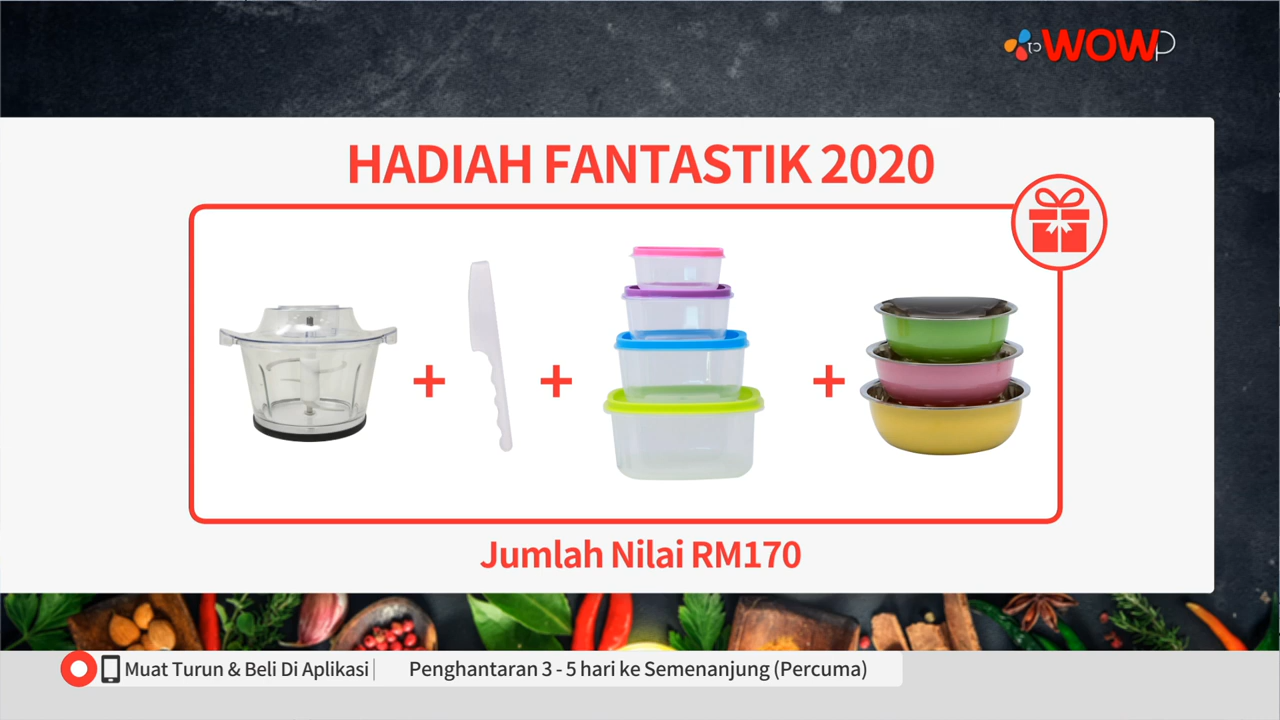 WOW
HADIAH FANTASTIK 2020
+ + +
Jumlah Nilai RM170
Muat Turun & Beli Di Aplikasi | Penghantaran 3 - 5 hari ke Semenanjung (Percuma)